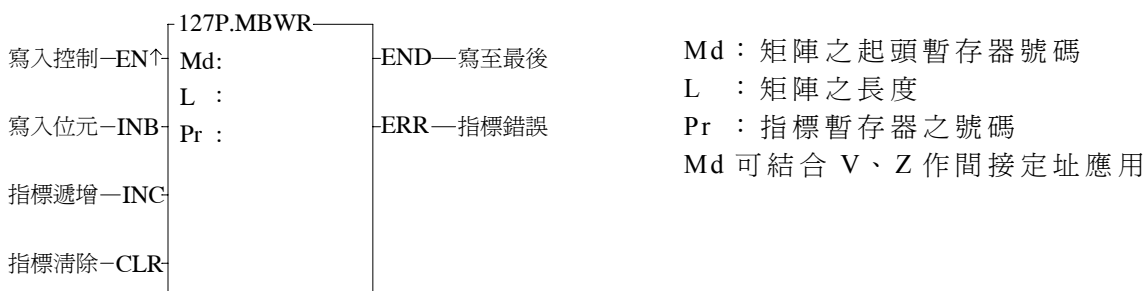 127P.MBWR
寫入控制 EN↑ Md: END 寫至最後
L :
寫入位元 INB Pr : ERR 指標錯誤
指標遞增 INC
指標清除 CLR
Md：矩陣之起頭暫存器號碼
L ：矩陣之長度
Pr ：指標暫存器之號碼
Md 可結合 V、Z 作間接定址應用